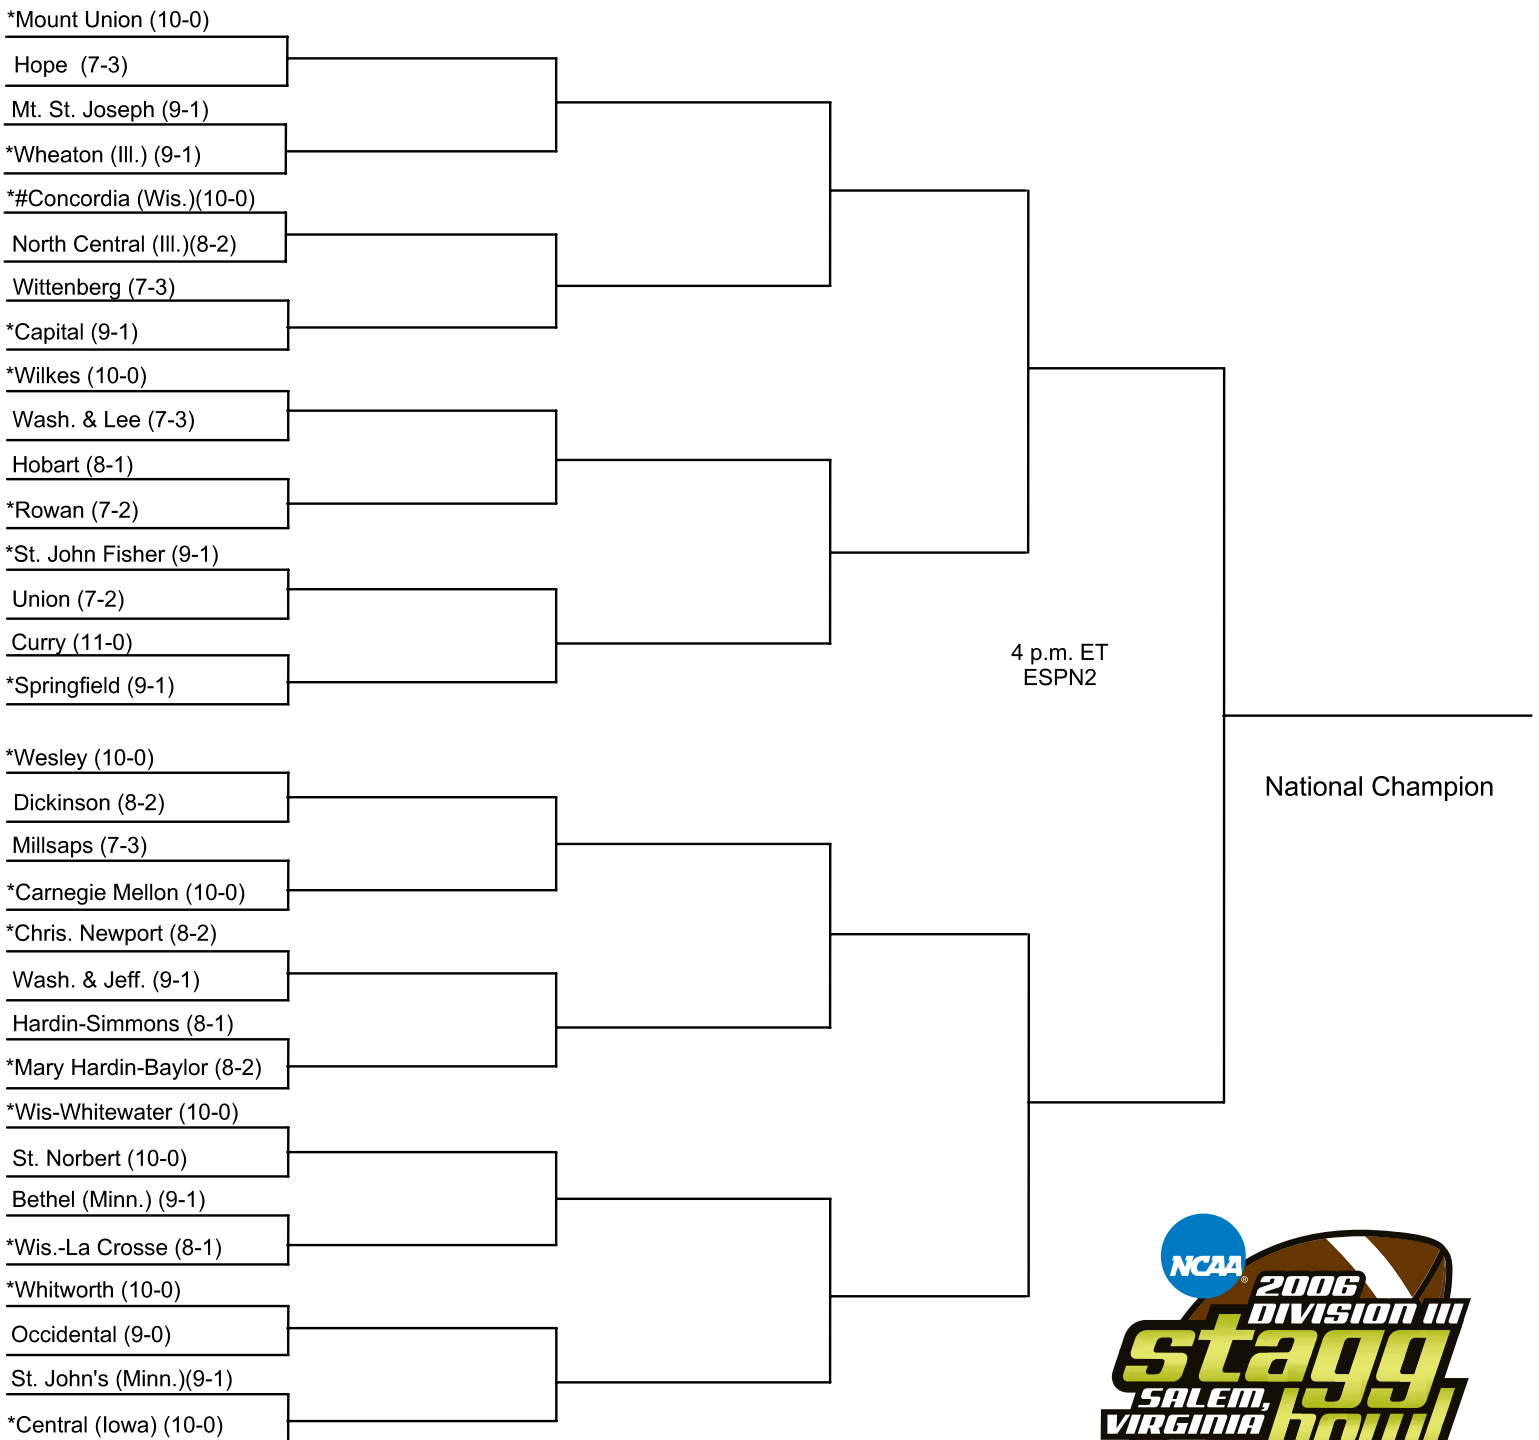 *Mount Union (10-0)
Hope (7-3)
Mt. St. Joseph (9-1)
*Wheaton (Ill.) (9-1)
*#Concordia (Wis.)(10-0)
North Central (Ill.)(8-2)
Wittenberg (7-3)
*Capital (9-1)
*Wilkes (10-0)
Wash. & Lee (7-3)
Hobart (8-1)
*Rowan (7-2)
*St. John Fisher (9-1)
Union (7-2)
Curry (11-0)
*Springfield (9-1)
4 p.m. ET
ESPN2
*Wesley (10-0)
Dickinson (8-2)
Millsaps (7-3)
*Carnegie Mellon (10-0)
*Chris. Newport (8-2)
Wash. & Jeff. (9-1)
Hardin-Simmons (8-1)
*Mary Hardin-Baylor (8-2)
*Wis-Whitewater (10-0)
St. Norbert (10-0)
Bethel (Minn.) (9-1)
*Wis.-La Crosse (8-1)
*Whitworth (10-0)
Occidental (9-0)
St. John's (Minn.)(9-1)
*Central (Iowa) (10-0)
National Champion
NCAA®
2006
DIVISION III
stagg
SALEM,
VIRGINIA
bowl